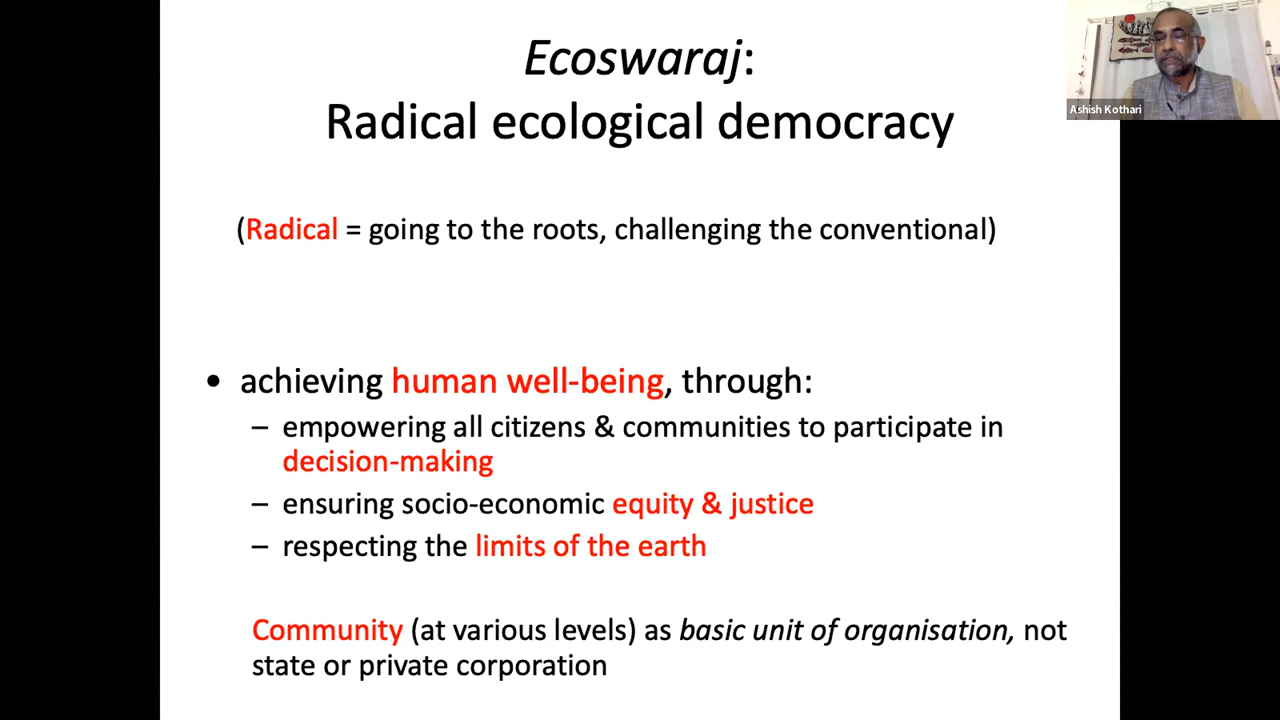 Ecoswaraj:
Radical ecological democracy
Ashish Kothari
(Radical = going to the roots, challenging the conventional)
• achieving human well-being, through:
– empowering all citizens & communities to participate in
decision-making
– ensuring socio-economic equity & justice
– respecting the limits of the earth
Community (at various levels) as basic unit of organisation, not
state or private corporation